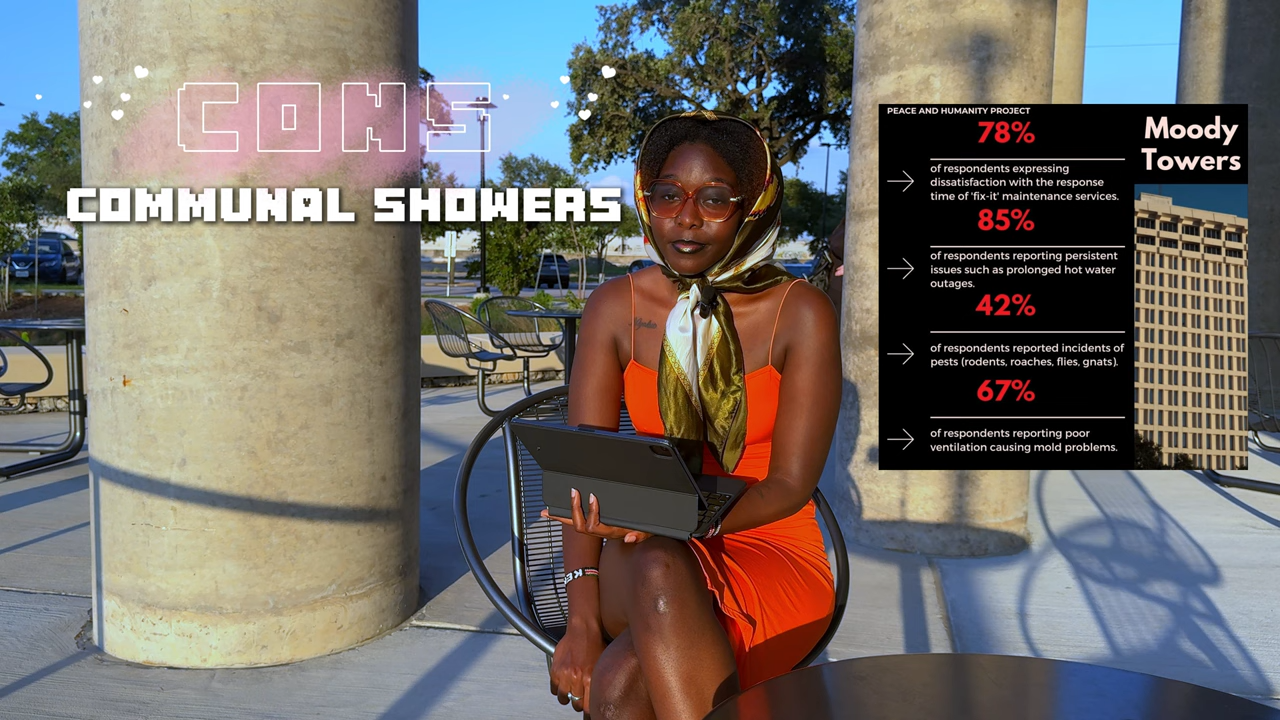 CONS
COMMUNAL SHOWERS
PEACE AND HUMANITY PROJECT
78%
of respondents expressing
dissatisfaction with the response
time of 'fix-it' maintenance services.
85%
of respondents reporting persistent
issues such as prolonged hot water
outages.
42%
of respondents reported incidents of
pests (rodents, roaches, flies, gnats).
67%
of respondents reporting poor
ventilation causing mold problems.
Moody
Towers